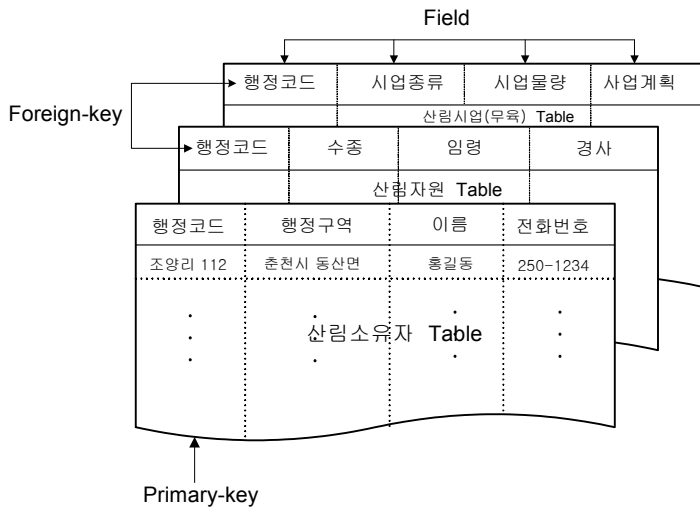 Field
행정코드 시업종류 시업물량 사업계획
Foreign-key
산림시업(무육) Table
행정코드 수종 임령 경사
산림자원 Table
행정코드 행정구역 이름 전화번호
조양리 112 춘천시 동산면 홍길동 250-1234
산림소유자 Table
Primary-key